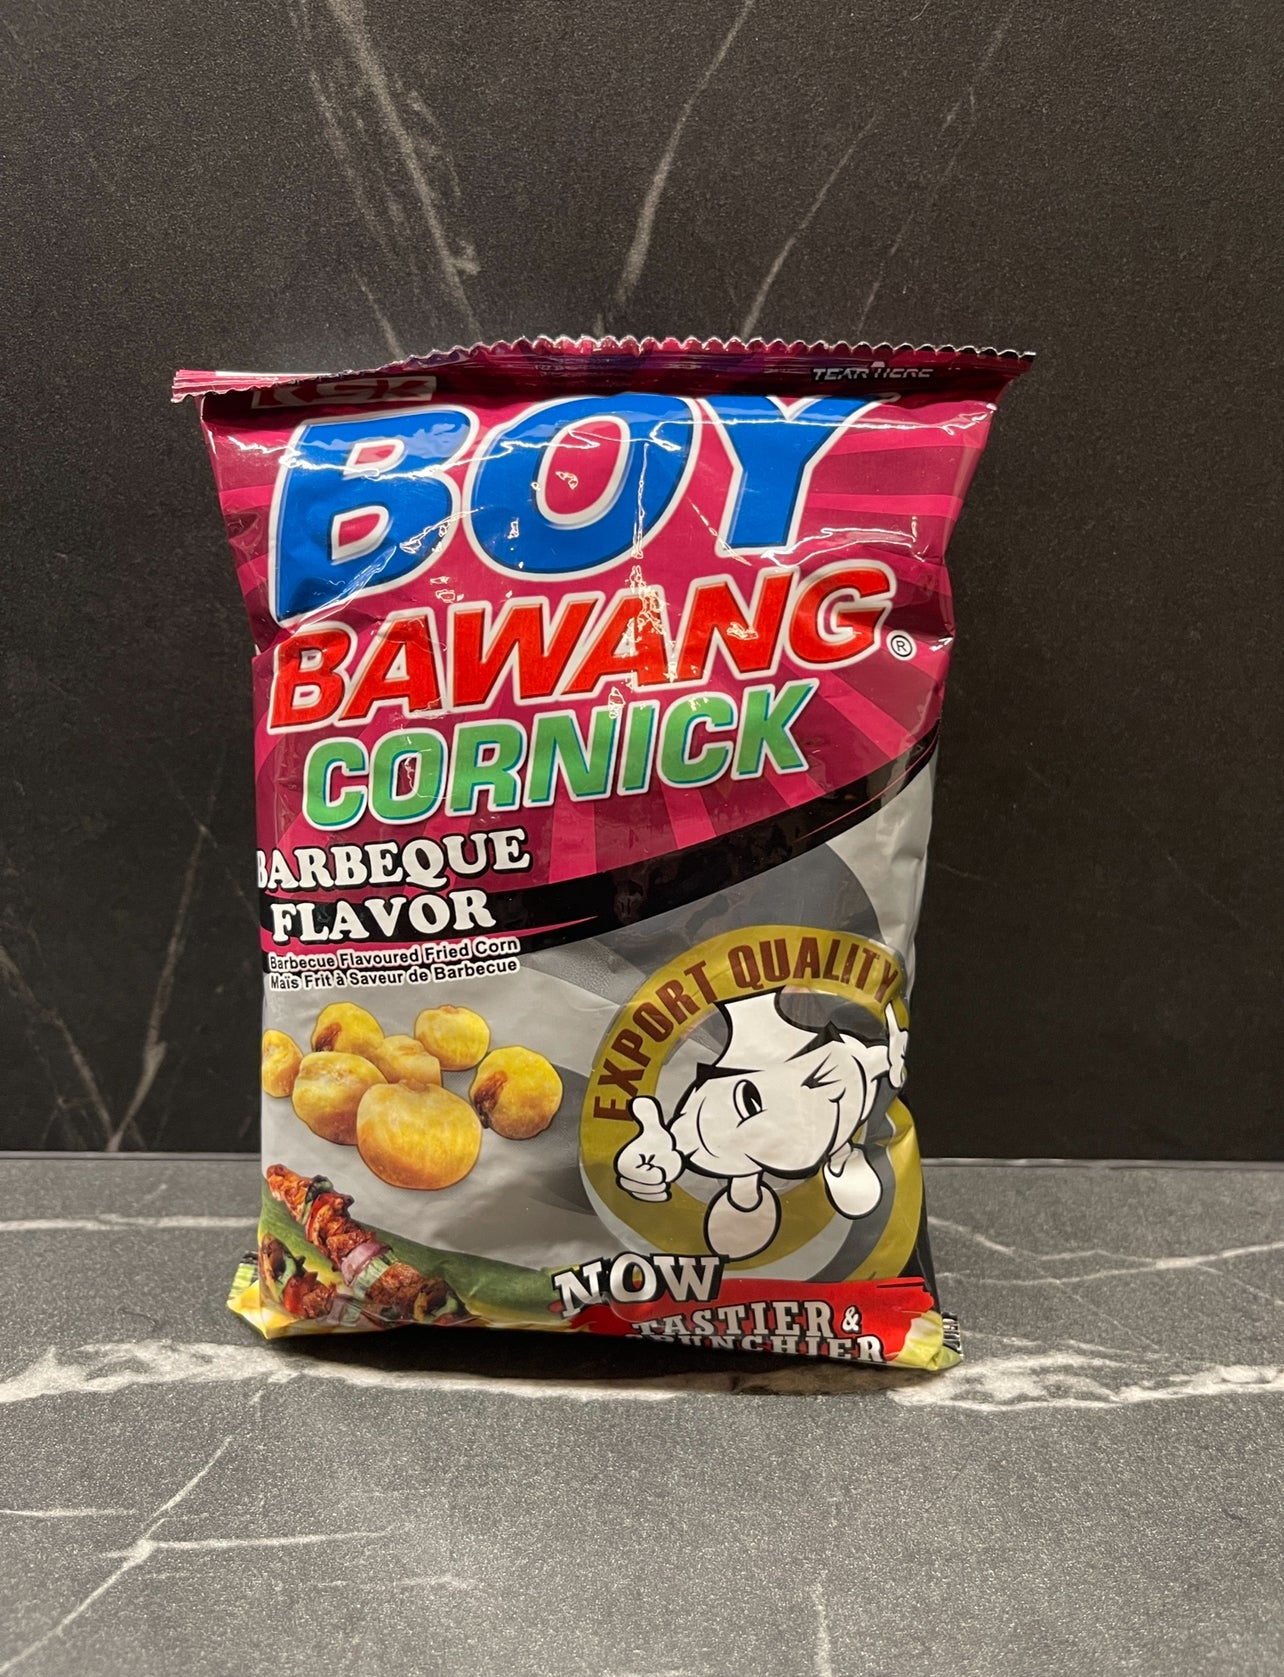 KSK
TEAR HERE
BOY
BAWANG
®
CORNICK
BARBEQUE
FLAVOR
Barbecue Flavoured Fried Corn
Maïs Frit à Saveur de Barbecue
EXPORT QUALITY
NOW
TASTIER &
CRUNCHIER